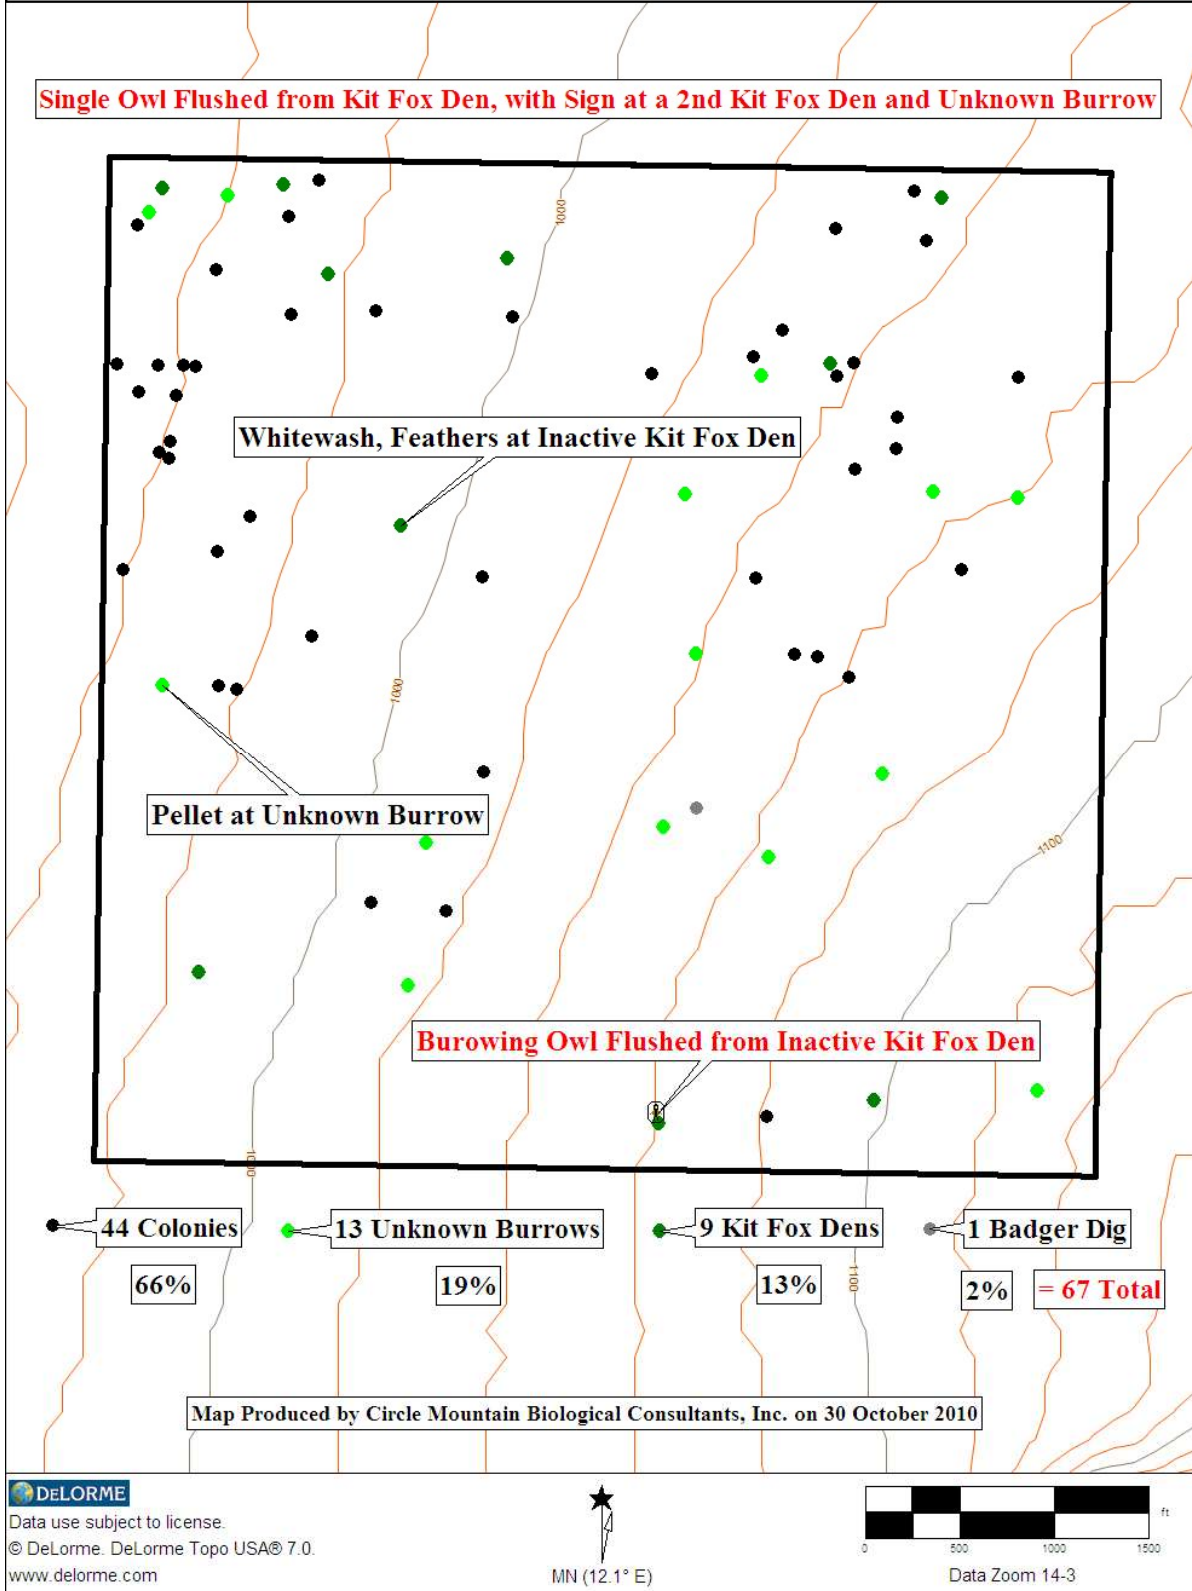 Single Owl Flushed from Kit Fox Den, with Sign at a 2nd Kit Fox Den and Unknown Burrow
1000
Whitewash, Feathers at Inactive Kit Fox Den
1000
Pellet at Unknown Burrow
1100
Burowing Owl Flushed from Inactive Kit Fox Den
1000
44 Colonies
13 Unknown Burrows
9 Kit Fox Dens
1 Badger Dig
66%
19%
13%
1100
2%
= 67 Total
Map Produced by Circle Mountain Biological Consultants, Inc. on 30 October 2010
DELORME
Data use subject to license.
© DeLorme. DeLorme Topo USA® 7.0.
www.delorme.com
MN (12.1° E)
ft
0 500 1000 1500
Data Zoom 14-3